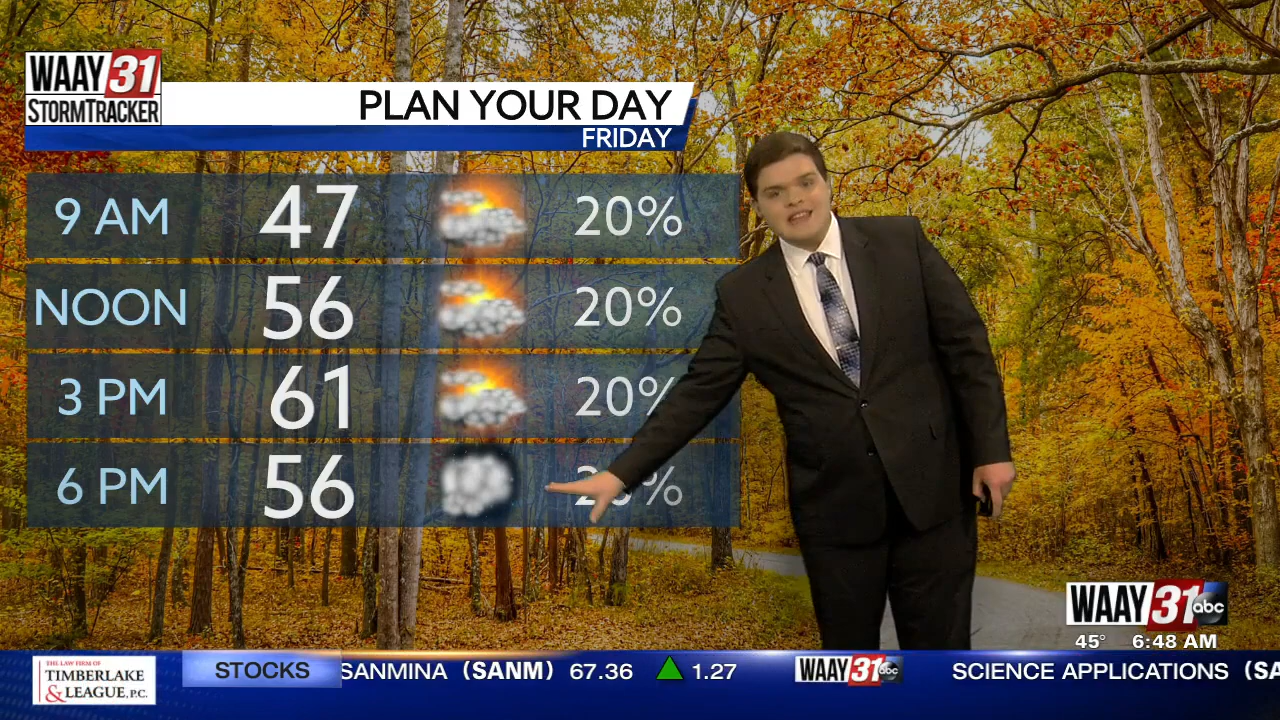 WAAY 31
STORMTRACKER
PLAN YOUR DAY
FRIDAY
9 AM 47 20%
NOON 56 20%
3 PM 61 20%
6 PM 56 %
WAAY 31 abc
45° 6:48 AM
THE LAW FIRM OF
TIMBERLAKE
& LEAGUE, P.C.
STOCKS SANMINA (SANM) 67.36 ▲ 1.27 WAAY 31 abc SCIENCE APPLICATIONS (SA